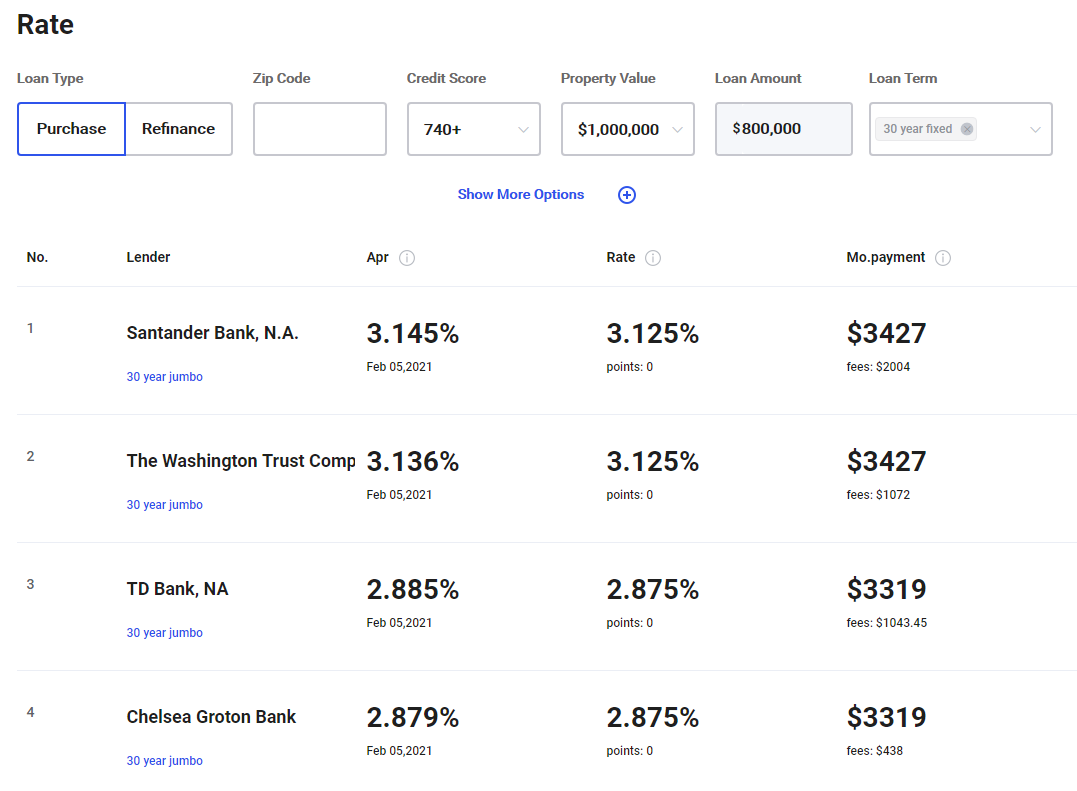 Rate
Loan Type Zip Code Credit Score Property Value Loan Amount Loan Term
Purchase Refinance 740+ $1,000,000 $800,000 30 year fixed
Show More Options
No. Lender Apr Rate Mo.payment
1 Santander Bank, N.A. 3.145% 3.125% $3427
Feb 05,2021 points: 0 fees: $2004
30 year jumbo
2 The Washington Trust Comp 3.136% 3.125% $3427
Feb 05,2021 points: 0 fees: $1072
30 year jumbo
3 TD Bank, NA 2.885% 2.875% $3319
Feb 05,2021 points: 0 fees: $1043.45
30 year jumbo
4 Chelsea Groton Bank 2.879% 2.875% $3319
Feb 05,2021 points: 0 fees: $438
30 year jumbo